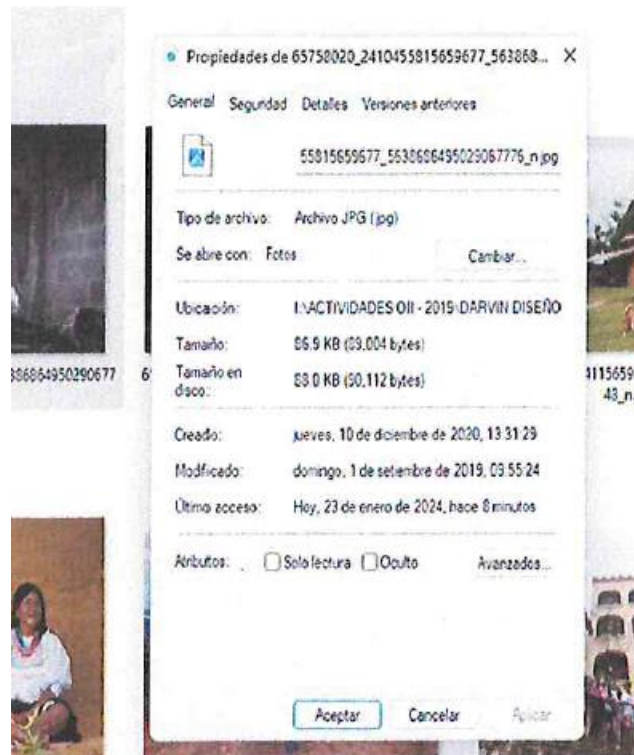 Propiedades de 65758020_2410455815659677_563868...
General Seguridad Detalles Versiones anteriores
55815659677_5638686495029067776_n.jpg
Tipo de archivo: Archivo JPG (.jpg)
Se abre con: Fotos Cambiar...
Ubicación: I:\ACTIVIDADES OII - 2019\DARVIN DISEÑO
Tamaño: 86.9 KB (89,004 bytes)
Tamaño en disco: 88.0 KB (90,112 bytes)
Creado: jueves, 10 de diciembre de 2020, 13:31:29
Modificado: domingo, 1 de setiembre de 2019, 09:55:24
Último acceso: Hoy, 23 de enero de 2024, hace 8 minutos
Atributos: Solo lectura Oculto Avanzados...
Aceptar Cancelar Aplicar
386864950290677
6
4115659
43_n.